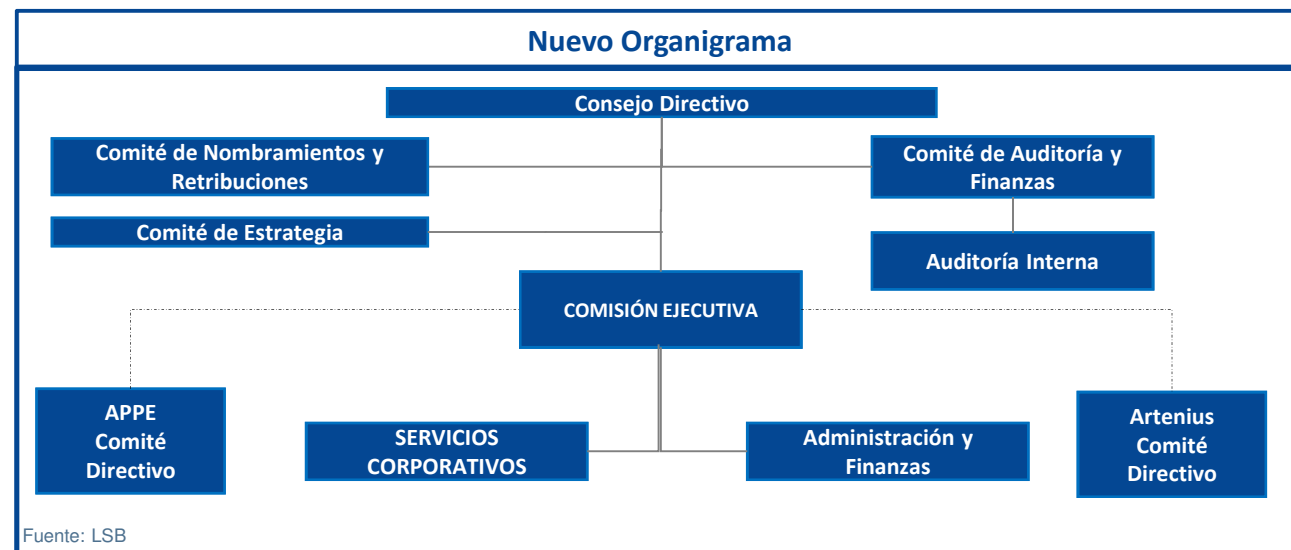 Nuevo Organigrama
Consejo Directivo
Comité de Nombramientos y
Retribuciones
Comité de Auditoría y
Finanzas
Comité de Estrategia
Auditoría Interna
COMISIÓN EJECUTIVA
APPE
Comité
Directivo
SERVICIOS
CORPORATIVOS
Administración y
Finanzas
Artenius
Comité
Directivo
Fuente: LSB